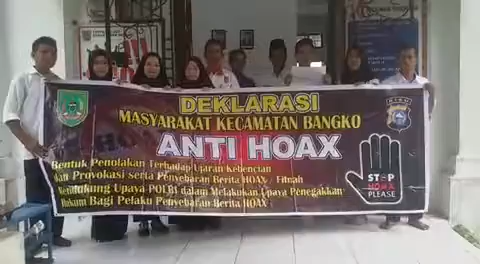 DEKLARASI
MASYARAKAT KECAMATAN BANGKO
ANTI HOAX
Bentuk Penolakan Terhadap Ujaran Kebencian
dan Provokasi Serta Penyebaran Berita HOAX / Fitnah
Mendukung Upaya POLRI dalam Melakukan Upaya Penegakkan
Hukum Bagi Pelaku Penyebaran Berita HOAX
RIAU
STOP
HOAX
PLEASE